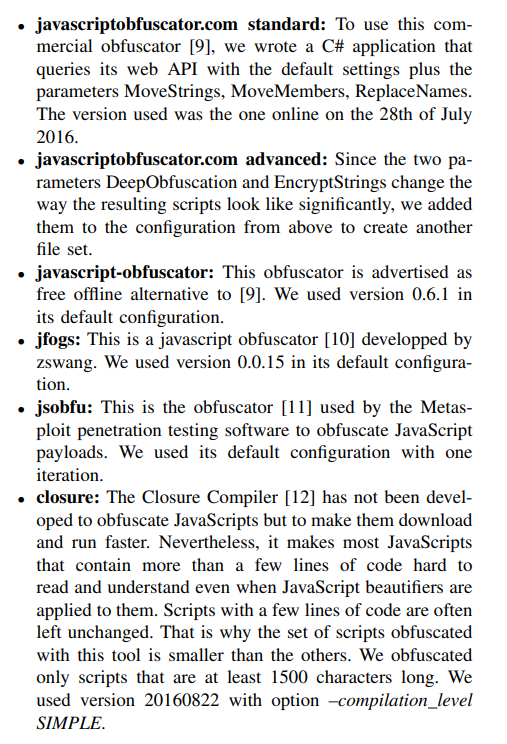 • javascriptobfuscator.com standard: To use this com-
mercial obfuscator [9], we wrote a C# application that
queries its web API with the default settings plus the
parameters MoveStrings, MoveMembers, ReplaceNames.
The version used was the one online on the 28th of July
2016.
• javascriptobfuscator.com advanced: Since the two pa-
rameters DeepObfuscation and EncryptStrings change the
way the resulting scripts look like significantly, we added
them to the configuration from above to create another
file set.
• javascript-obfuscator: This obfuscator is advertised as
free offline alternative to [9]. We used version 0.6.1 in
its default configuration.
• jfogs: This is a javascript obfuscator [10] developped by
zswang. We used version 0.0.15 in its default configura-
tion.
• jsobfu: This is the obfuscator [11] used by the Metas-
ploit penetration testing software to obfuscate JavaScript
payloads. We used its default configuration with one
iteration.
• closure: The Closure Compiler [12] has not been devel-
oped to obfuscate JavaScripts but to make them download
and run faster. Nevertheless, it makes most JavaScripts
that contain more than a few lines of code hard to
read and understand even when JavaScript beautifiers are
applied to them. Scripts with a few lines of code are often
left unchanged. That is why the set of scripts obfuscated
with this tool is smaller than the others. We obfuscated
only scripts that are at least 1500 characters long. We
used version 20160822 with option –compilation_level
SIMPLE.